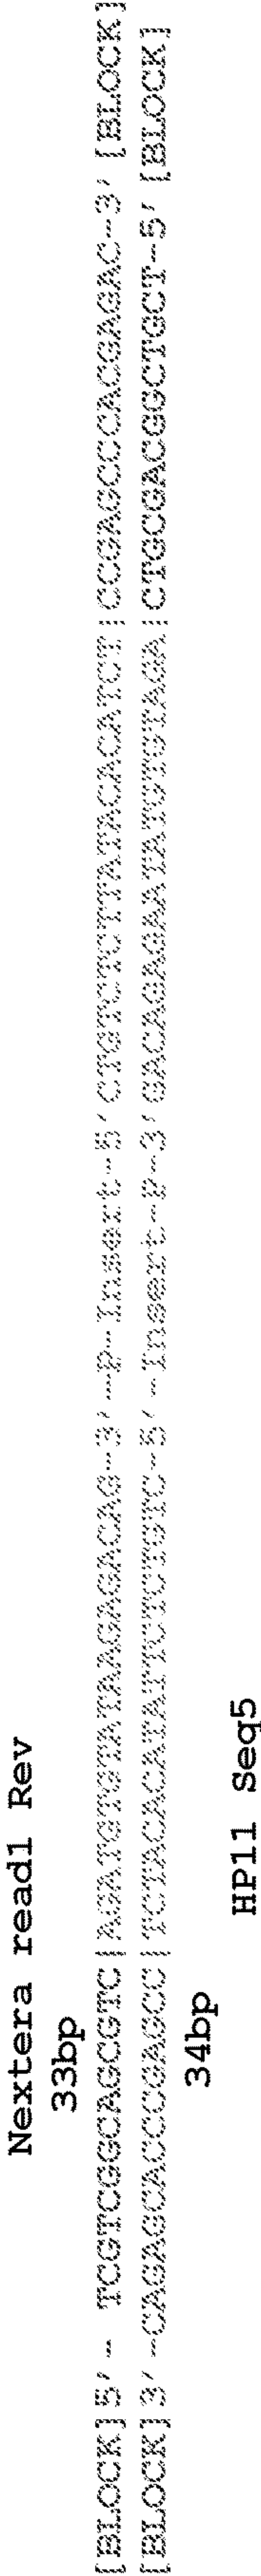 Nextera read1 Rev
33bp
[BLOCK] 5'- TCGTCGGCAGCGTC|AGATGTGTATAAGAGACAG-3'-p-Insert-5'CTGTCTCTTATACACATCT|CCGAGCCCACGAGAC-3' [BLOCK]
[BLOCK] 3'-CAGAGCACCCGAGCC|TCTACACATATTCTCTGTC-5'-Insert-p-3'GACAGAGAATATGTGTAGA|CTGCGACGGCTGCT-5' [BLOCK]
34bp
HP11 Seq5